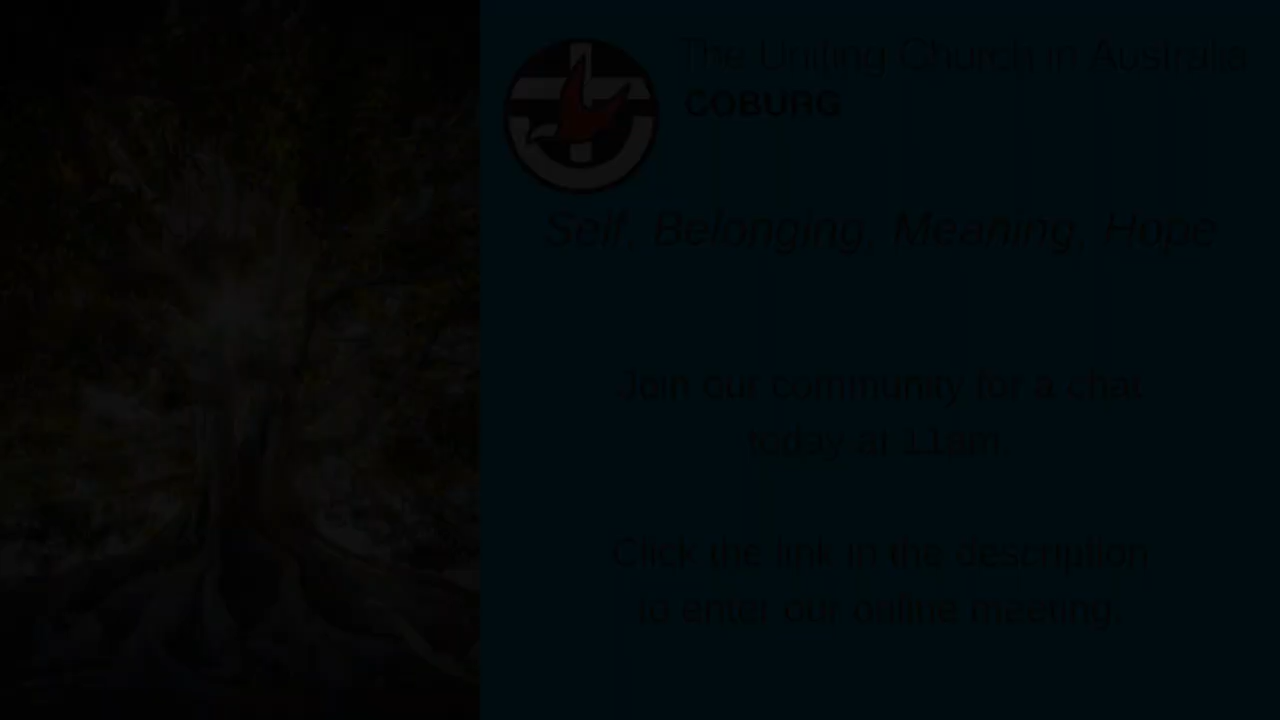 The Uniting Church in Australia
COBURG
Self, Belonging, Meaning, Hope
Join our community for a chat
today at 11am.
Click the link in the description
to enter our online meeting.